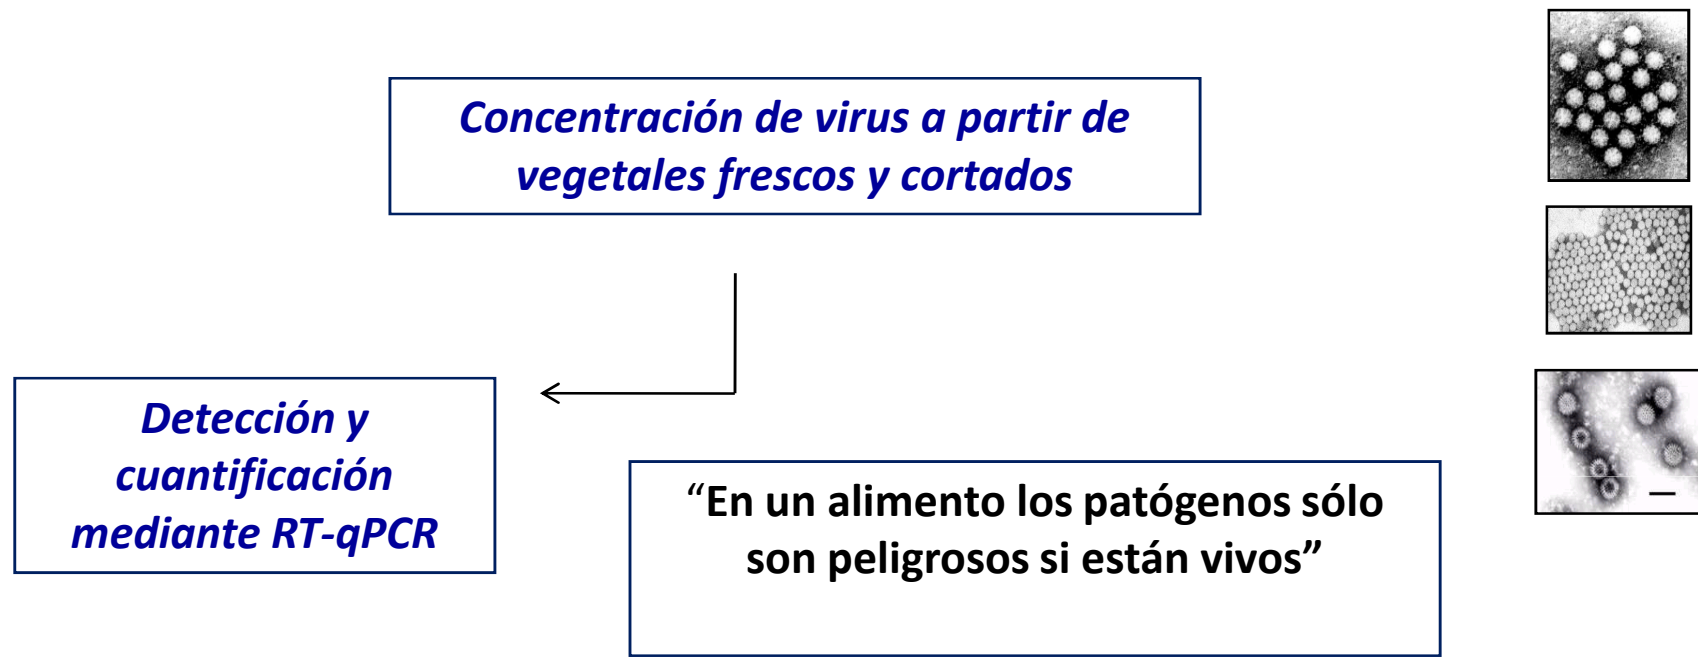 Concentración de virus a partir de
vegetales frescos y cortados
Detección y
cuantificación
mediante RT-qPCR
“En un alimento los patógenos sólo
son peligrosos si están vivos”